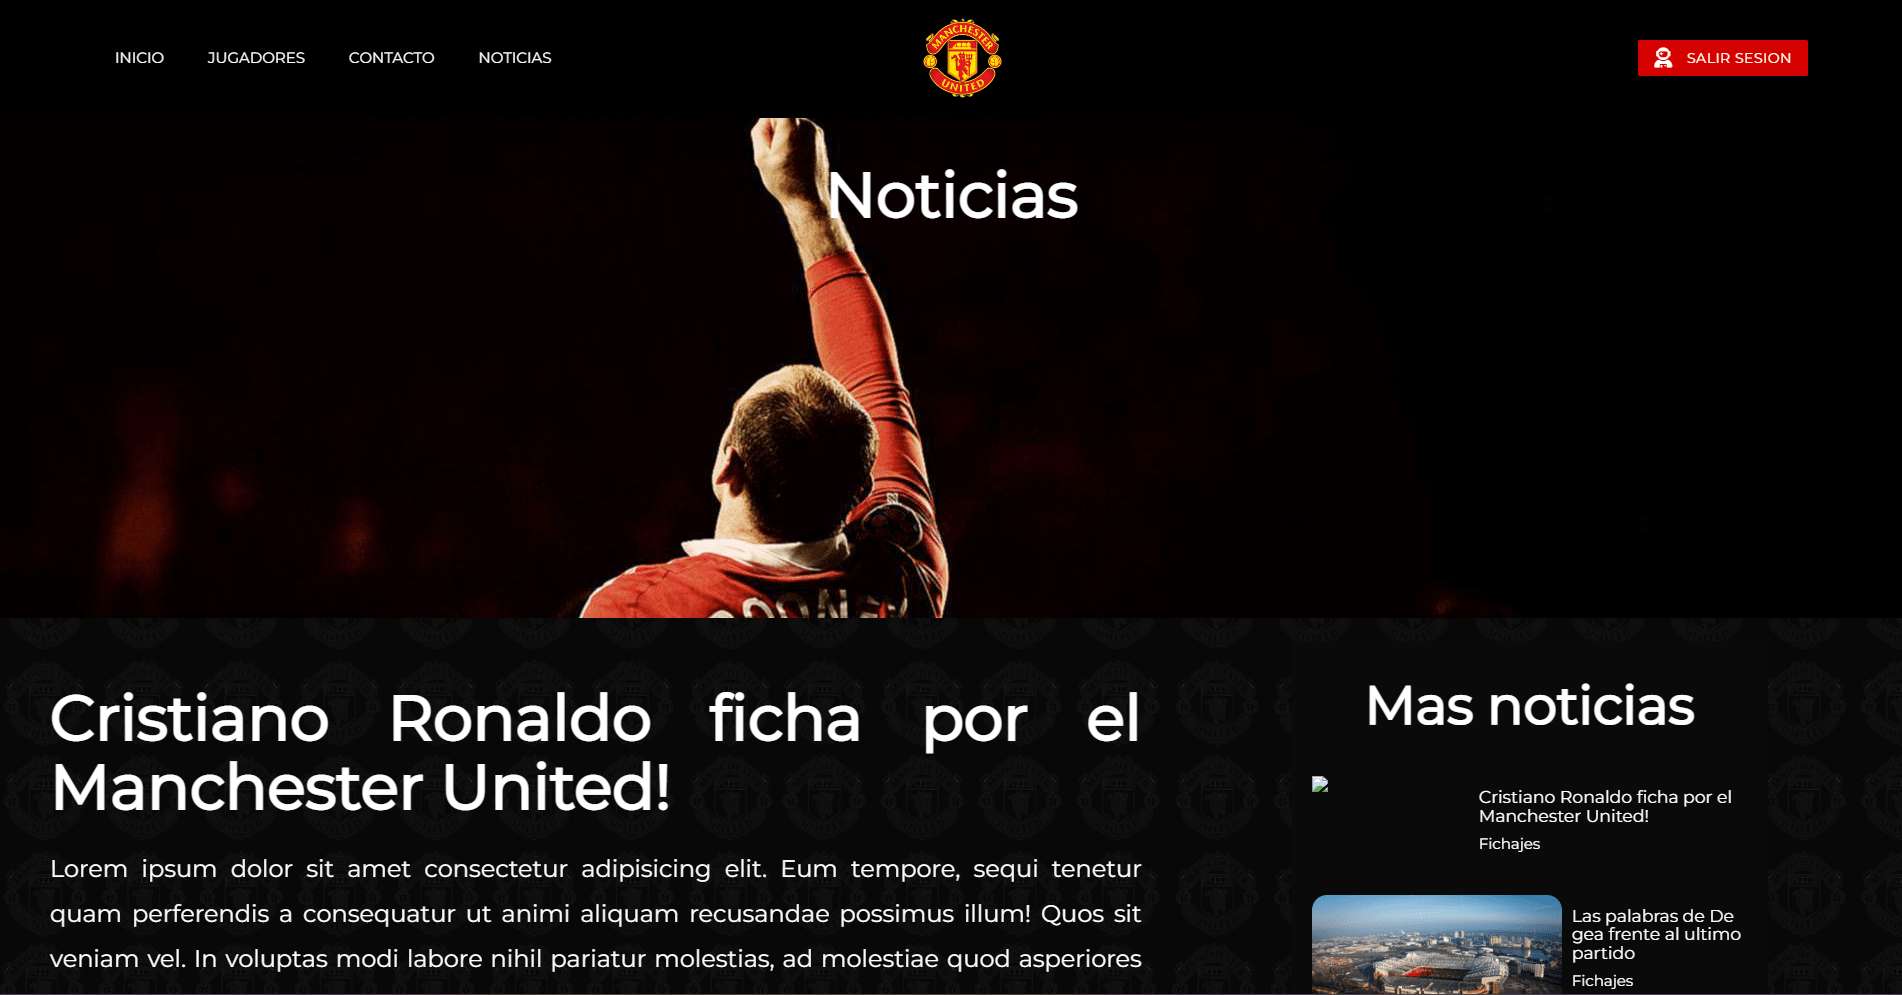 INICIO JUGADORES CONTACTO NOTICIAS
MANCHESTER
UNITED
SALIR SESION
Noticias
Cristiano Ronaldo ficha por el
Manchester United!
Lorem ipsum dolor sit amet consectetur adipisicing elit. Eum tempore, sequi tenetur
quam perferendis a consequatur ut animi aliquam recusandae possimus illum! Quos sit
veniam vel. In voluptas modi labore nihil pariatur molestias, ad molestiae quod asperiores
Mas noticias
Cristiano Ronaldo ficha por el
Manchester United!
Fichajes
Las palabras de De
gea frente al ultimo
partido
Fichajes